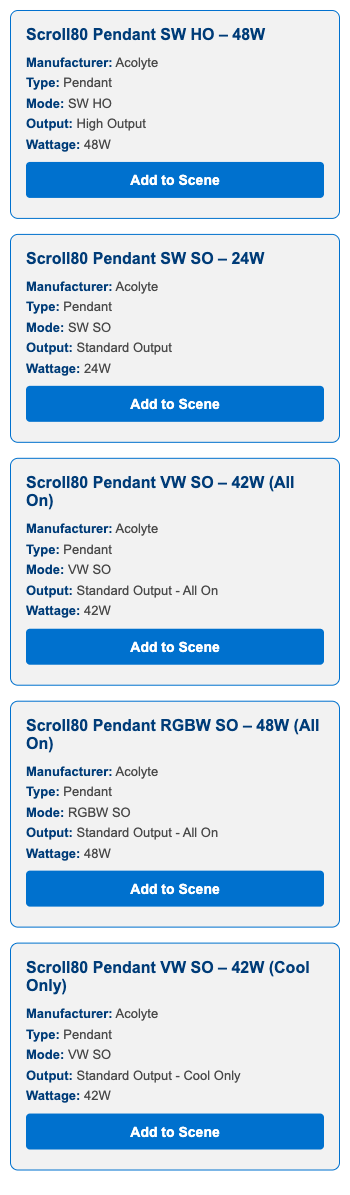 Scroll80 Pendant SW HO – 48W
Manufacturer: Acolyte
Type: Pendant
Mode: SW HO
Output: High Output
Wattage: 48W
Add to Scene
Scroll80 Pendant SW SO – 24W
Manufacturer: Acolyte
Type: Pendant
Mode: SW SO
Output: Standard Output
Wattage: 24W
Add to Scene
Scroll80 Pendant VW SO – 42W (All
On)
Manufacturer: Acolyte
Type: Pendant
Mode: VW SO
Output: Standard Output - All On
Wattage: 42W
Add to Scene
Scroll80 Pendant RGBW SO – 48W (All
On)
Manufacturer: Acolyte
Type: Pendant
Mode: RGBW SO
Output: Standard Output - All On
Wattage: 48W
Add to Scene
Scroll80 Pendant VW SO – 42W (Cool
Only)
Manufacturer: Acolyte
Type: Pendant
Mode: VW SO
Output: Standard Output - Cool Only
Wattage: 42W
Add to Scene